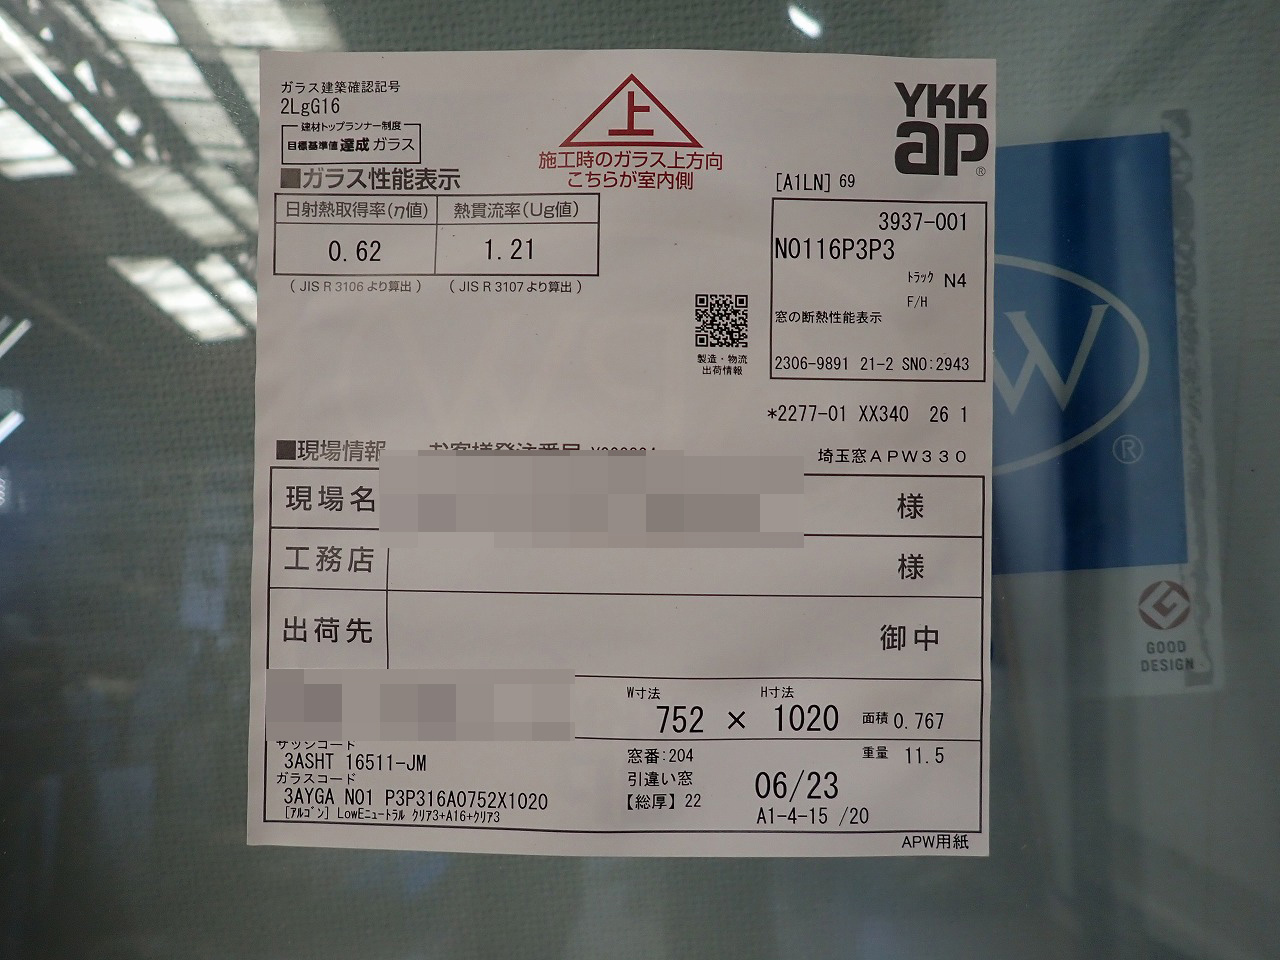 ガラス建築確認記号
2LgG16
建材トップランナー制度
目標基準値 達成 ガラス
上
施工時のガラス上方向
こちらが室内側
YKK
ap®
■ガラス性能表示
日射熱取得率(η値) 熱貫流率(Ug値)
0.62 1.21
(JIS R 3106 より算出) (JIS R 3107 より算出)
[A1LN] 69
3937-001
N0116P3P3
トラック N4
F/H
窓の断熱性能表示
2306-9891 21-2 SNO:2943
製造・物流
出荷情報
*2277-01 XX340 26 1
■現場情報 お客様発注番号
埼玉窓APW330
現場名 様
工務店 様
出荷先 御中
W寸法 H寸法
752 × 1020 面積 0.767
サッシコード
3ASHT 16511-JM
ガラスコード
3AYGA N01 P3P316A0752X1020
[アルゴン] LowEニュートラル クリア3+A16+クリア3
窓番:204
引違い窓
【総厚】22
重量 11.5
06/23
A1-4-15 /20
APW用紙
W
®
GOOD
DESIGN